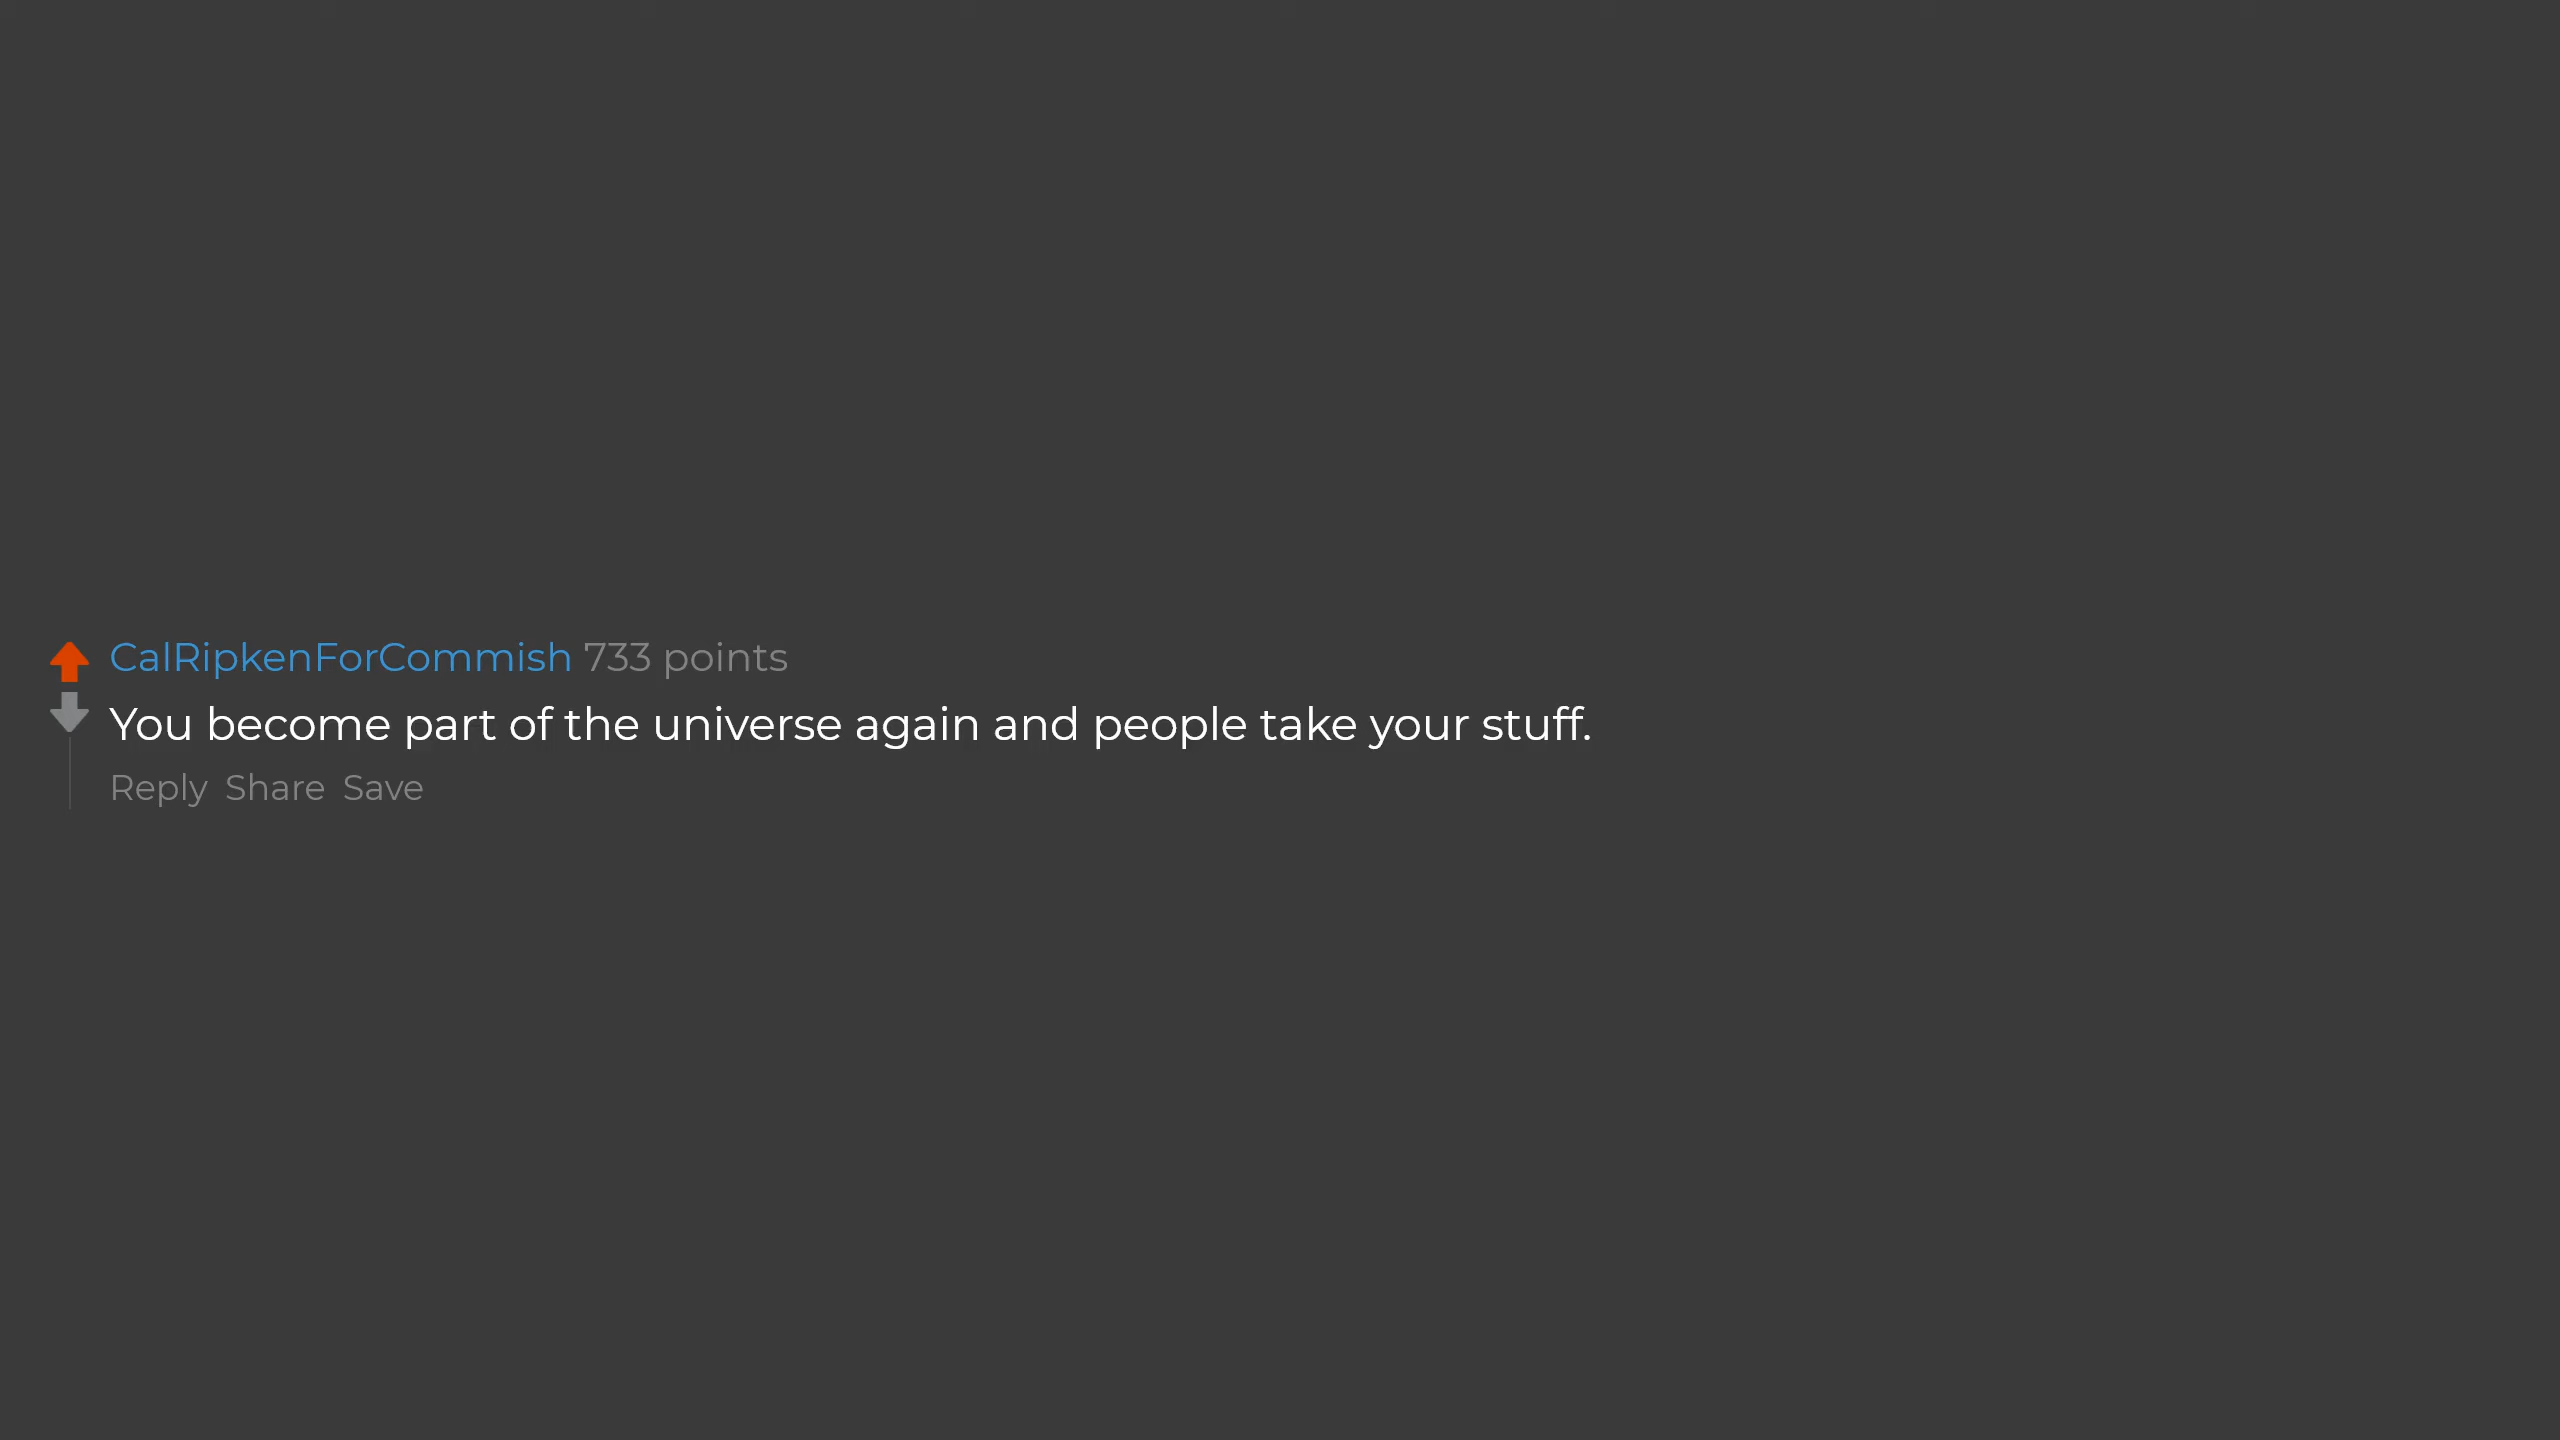 CalRipkenForCommish 733 points
You become part of the universe again and people take your stuff.
Reply Share Save